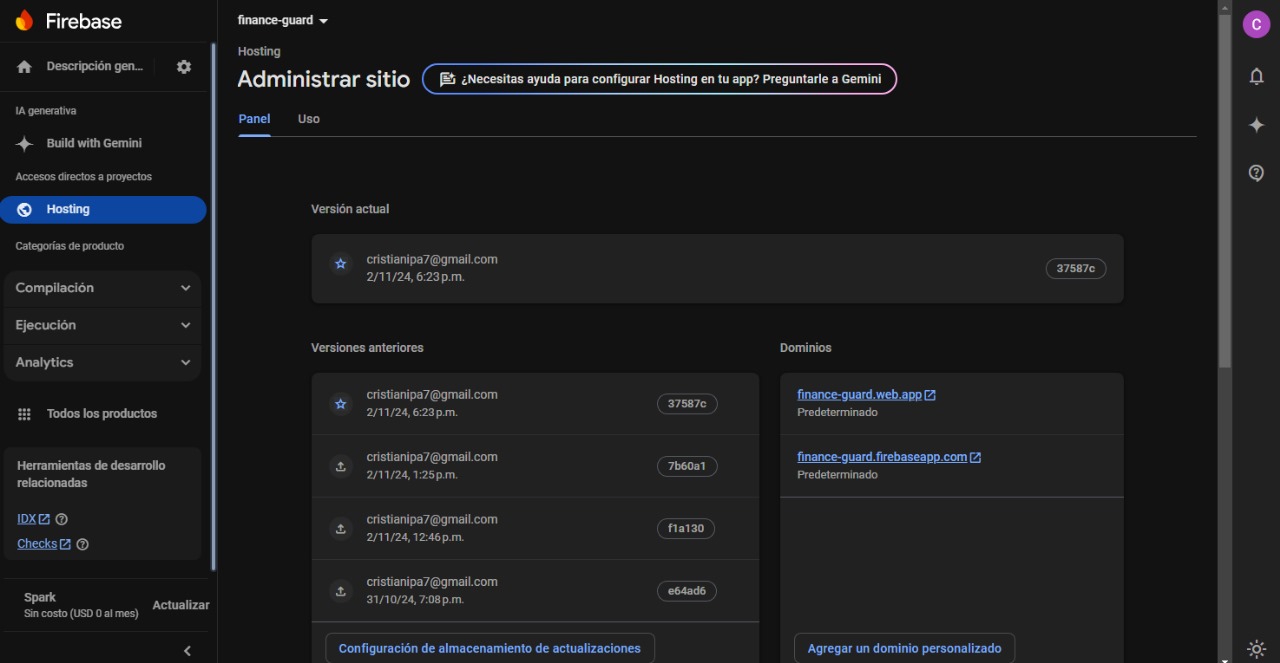 Firebase
Descripción gen...
IA generativa
Build with Gemini
Accesos directos a proyectos
Hosting
Categorías de producto
Compilación
Ejecución
Analytics
Todos los productos
Herramientas de desarrollo
relacionadas
IDX
Checks
Spark
Sin costo (USD 0 al mes)
Actualizar
finance-guard
Hosting
Administrar sitio
¿Necesitas ayuda para configurar Hosting en tu app? Preguntarle a Gemini
Panel Uso
Versión actual
cristianipa7@gmail.com
2/11/24, 6:23 p.m.
37587c
Versiones anteriores
cristianipa7@gmail.com
2/11/24, 6:23 p.m.
37587c
cristianipa7@gmail.com
2/11/24, 1:25 p.m.
7b60a1
cristianipa7@gmail.com
2/11/24, 12:46 p.m.
f1a130
cristianipa7@gmail.com
31/10/24, 7:08 p.m.
e64ad6
Configuración de almacenamiento de actualizaciones
Dominios
finance-guard.web.app
Predeterminado
finance-guard.firebaseapp.com
Predeterminado
Agregar un dominio personalizado
C